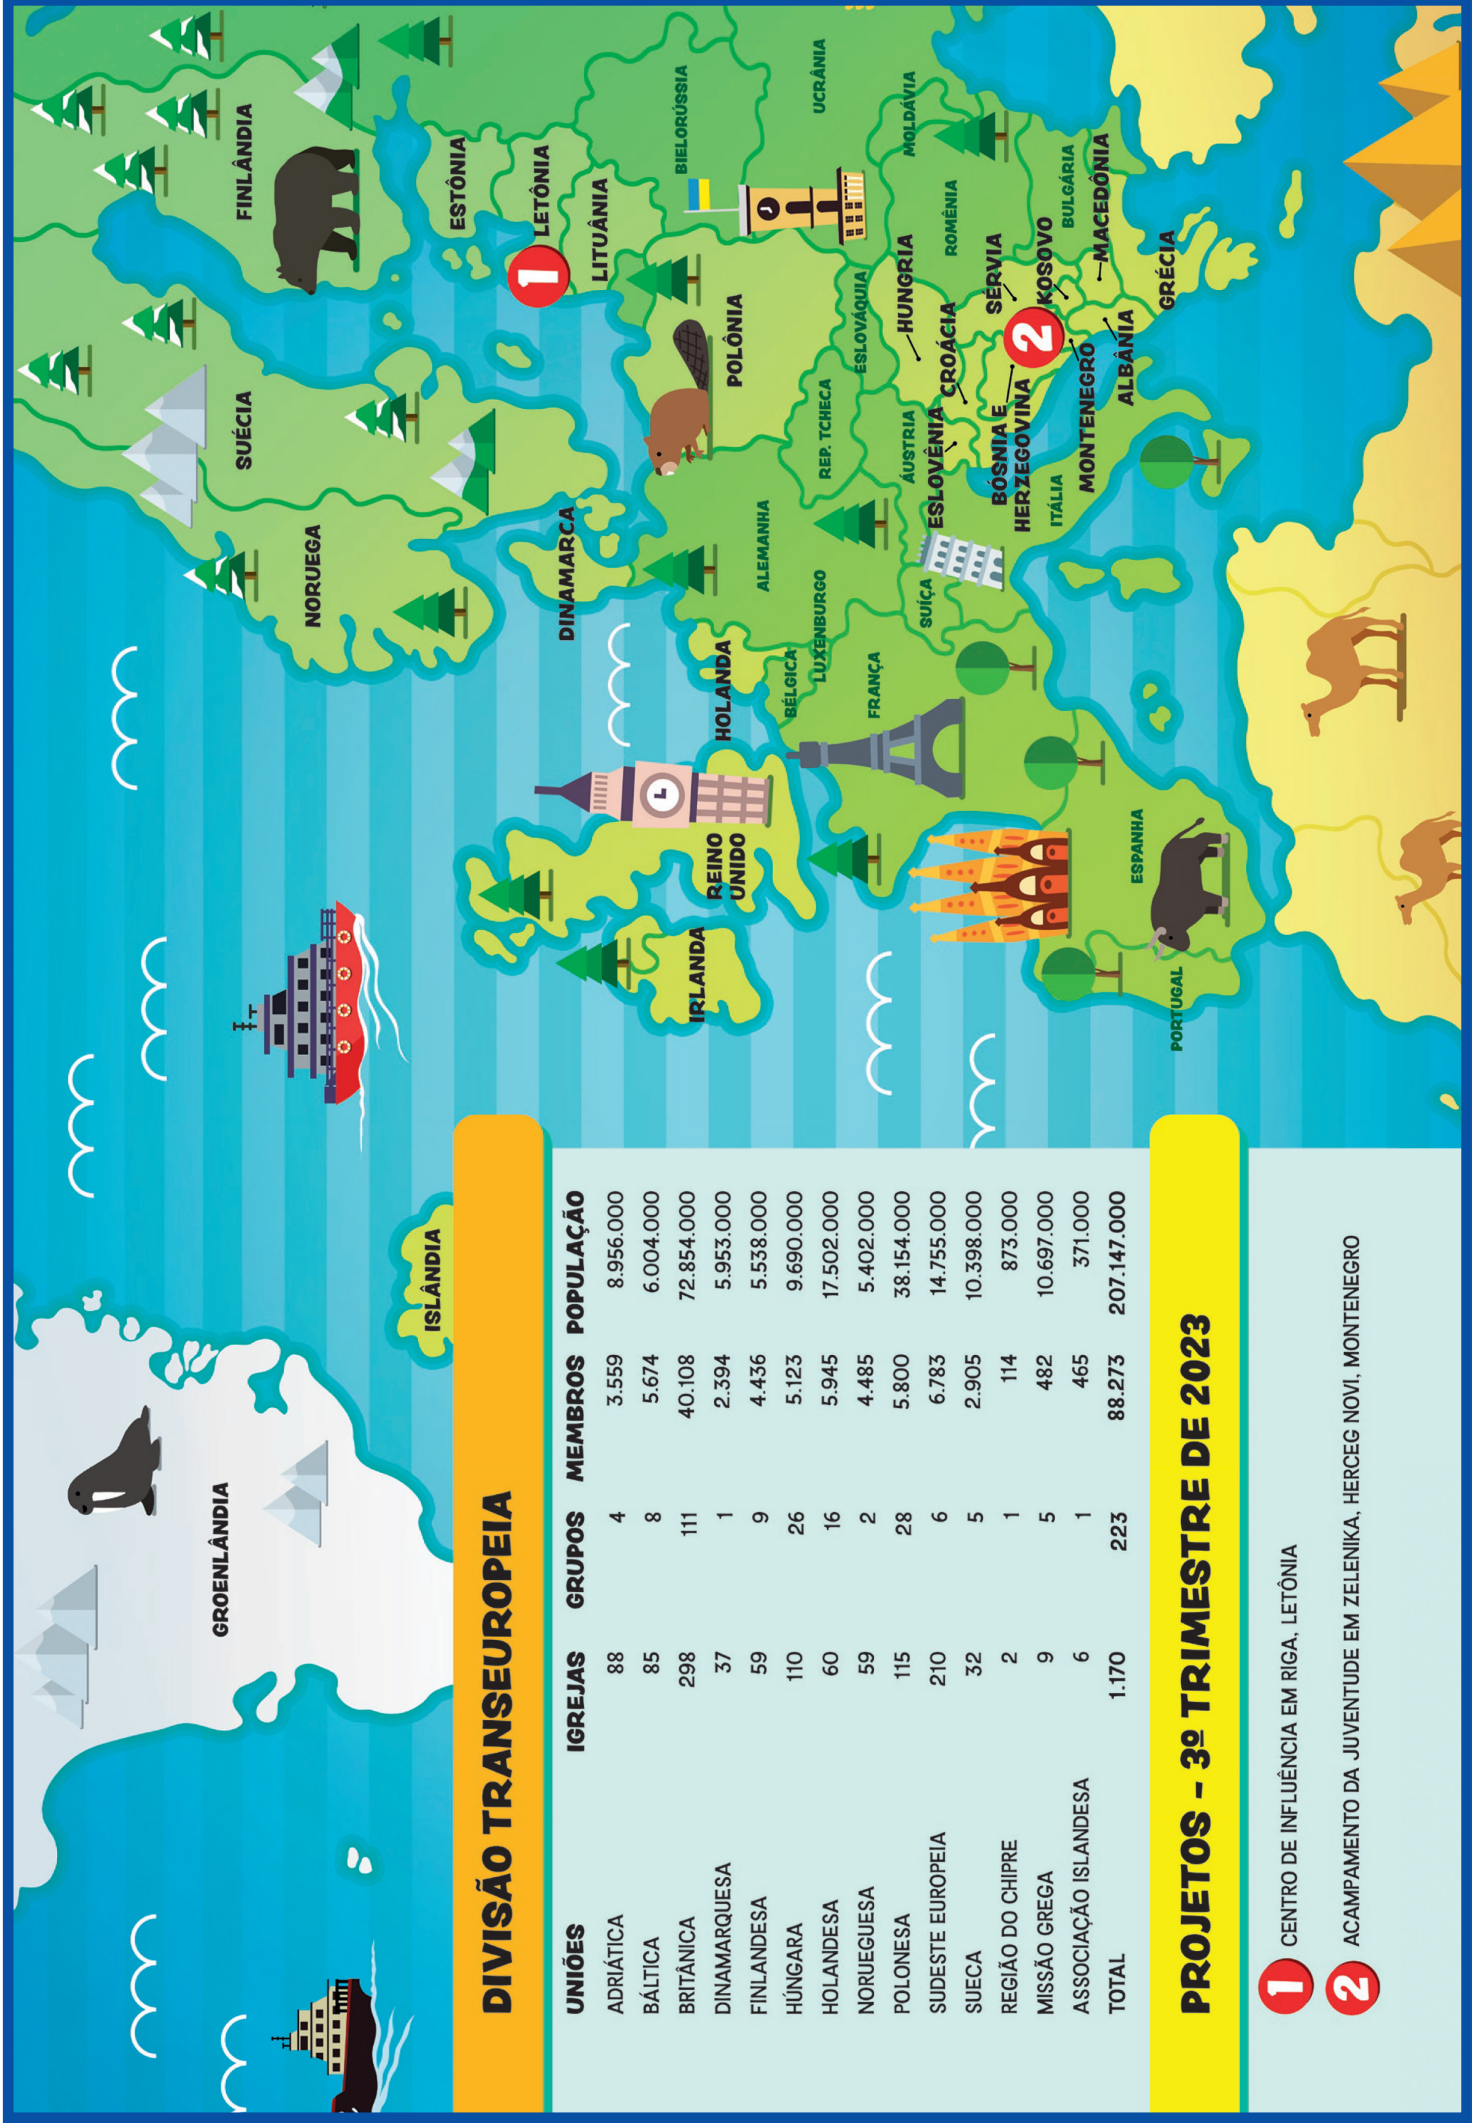 GROENLÂNDIA
ISLÂNDIA
NORUEGA
SUÉCIA
FINLÂNDIA
ESTÔNIA
LETÔNIA
1
LITUÂNIA
BIELORÚSSIA
UCRÂNIA
MOLDÁVIA
DINAMARCA
IRLANDA
REINO
UNIDO
HOLANDA
BÉLGICA
LUXENBURGO
ALEMANHA
POLÔNIA
REP. TCHECA
ESLOVÁQUIA
FRANÇA
SUÍÇA
ÁUSTRIA
HUNGRIA
ROMÊNIA
ESLOVÊNIA
CROÁCIA
SÉRVIA
BÓSNIA E
HERZEGOVINA
2
KOSOVO
BULGÁRIA
ITÁLIA
MONTENEGRO
MACEDÔNIA
ALBÂNIA
GRÉCIA
ESPANHA
PORTUGAL
DIVISÃO TRANSEUROPEIA
UNIÕES IGREJAS GRUPOS MEMBROS POPULAÇÃO
ADRIÁTICA 88 4 3.559 8.956.000
BÁLTICA 85 8 5.674 6.004.000
BRITÂNICA 298 111 40.108 72.854.000
DINAMARQUESA 37 1 2.394 5.953.000
FINLANDESA 59 9 4.436 5.538.000
HÚNGARA 110 26 5.123 9.690.000
HOLANDESA 60 16 5.945 17.502.000
NORUEGUESA 59 2 4.485 5.402.000
POLONESA 115 28 5.800 38.154.000
SUDESTE EUROPEIA 210 6 6.783 14.755.000
SUECA 32 5 2.905 10.398.000
REGIÃO DO CHIPRE 2 1 114 873.000
MISSÃO GREGA 9 5 482 10.697.000
ASSOCIAÇÃO ISLANDESA 6 1 465 371.000
TOTAL 1.170 223 88.273 207.147.000
PROJETOS - 3º TRIMESTRE DE 2023
1 CENTRO DE INFLUÊNCIA EM RIGA, LETÔNIA
2 ACAMPAMENTO DA JUVENTUDE EM ZELENIKA, HERCEG NOVI, MONTENEGRO